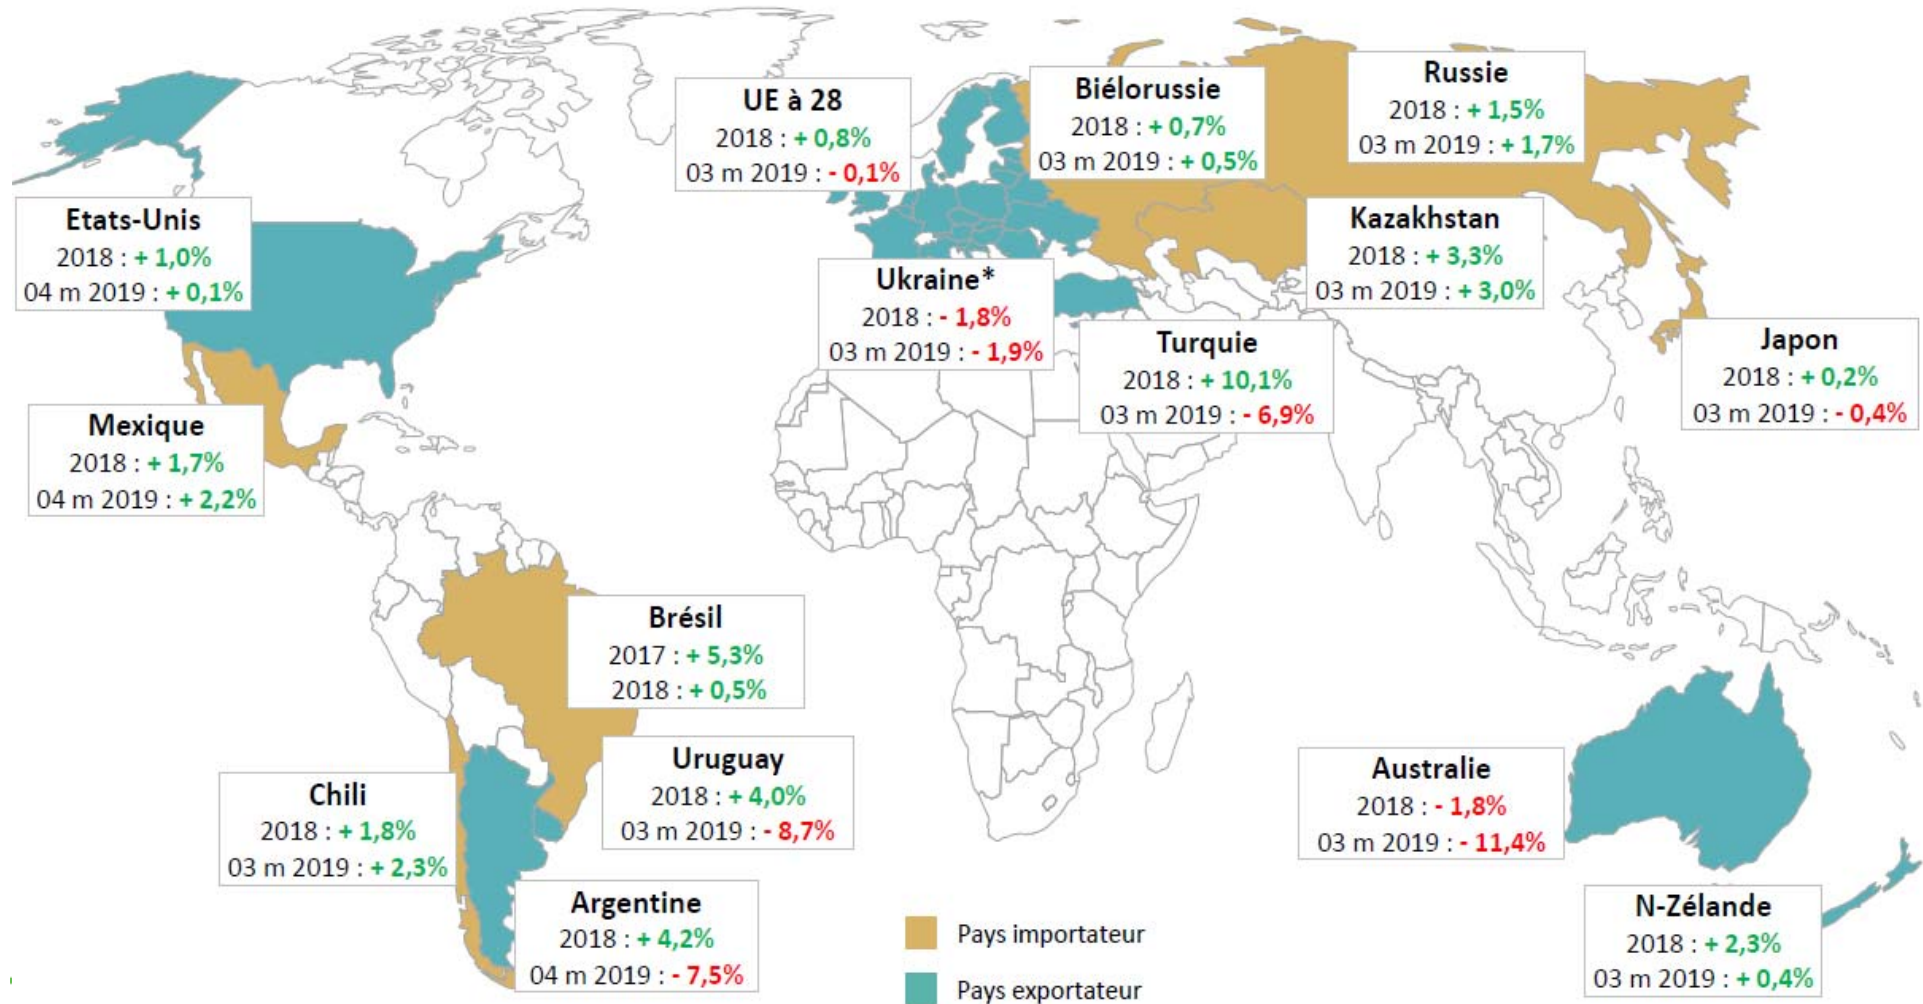 UE à 28
2018 : + 0,8%
03 m 2019 : - 0,1%
Biélorussie
2018 : + 0,7%
03 m 2019 : + 0,5%
Russie
2018 : + 1,5%
03 m 2019 : + 1,7%
Etats-Unis
2018 : + 1,0%
04 m 2019 : + 0,1%
Kazakhstan
2018 : + 3,3%
03 m 2019 : + 3,0%
Ukraine*
2018 : - 1,8%
03 m 2019 : - 1,9%
Turquie
2018 : + 10,1%
03 m 2019 : - 6,9%
Japon
2018 : + 0,2%
03 m 2019 : - 0,4%
Mexique
2018 : + 1,7%
04 m 2019 : + 2,2%
Brésil
2017 : + 5,3%
2018 : + 0,5%
Uruguay
2018 : + 4,0%
03 m 2019 : - 8,7%
Chili
2018 : + 1,8%
03 m 2019 : + 2,3%
Australie
2018 : - 1,8%
03 m 2019 : - 11,4%
Argentine
2018 : + 4,2%
04 m 2019 : - 7,5%
N-Zélande
2018 : + 2,3%
03 m 2019 : + 0,4%
Pays importateur
Pays exportateur